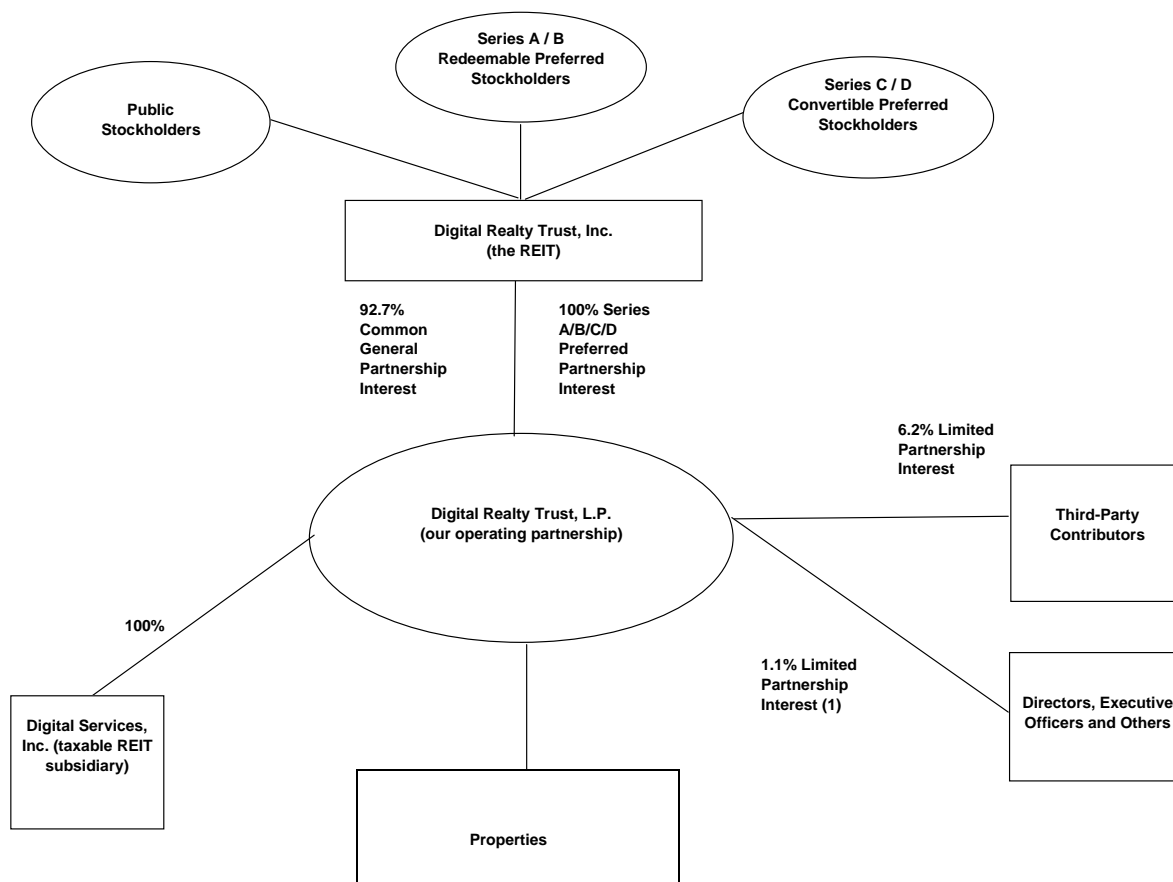 Series A / B
Redeemable Preferred
Stockholders
Public
Stockholders
Series C / D
Convertible Preferred
Stockholders
Digital Realty Trust, Inc.
(the REIT)
92.7%
Common
General
Partnership
Interest
100% Series
A/B/C/D
Preferred
Partnership
Interest
6.2% Limited
Partnership
Interest
Digital Realty Trust, L.P.
(our operating partnership)
Third-Party
Contributors
100%
1.1% Limited
Partnership
Interest (1)
Directors, Executive
Officers and Others
Digital Services,
Inc. (taxable REIT
subsidiary)
Properties